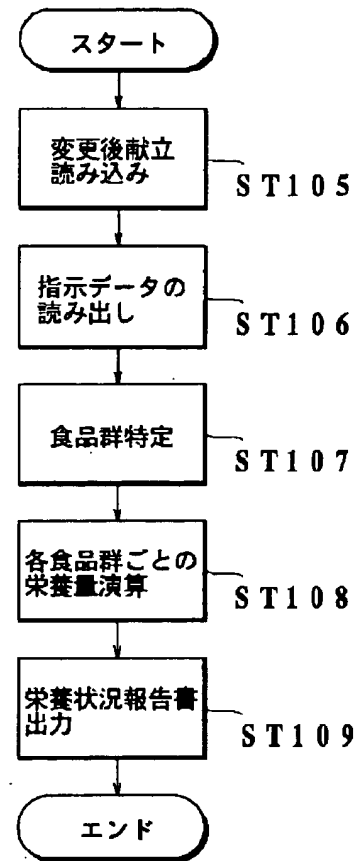 スタート
変更後献立
読み込み
ST105
指示データの
読み出し
ST106
食品群特定
ST107
各食品群ごとの
栄養量演算
ST108
栄養状況報告書
出力
ST109
エンド